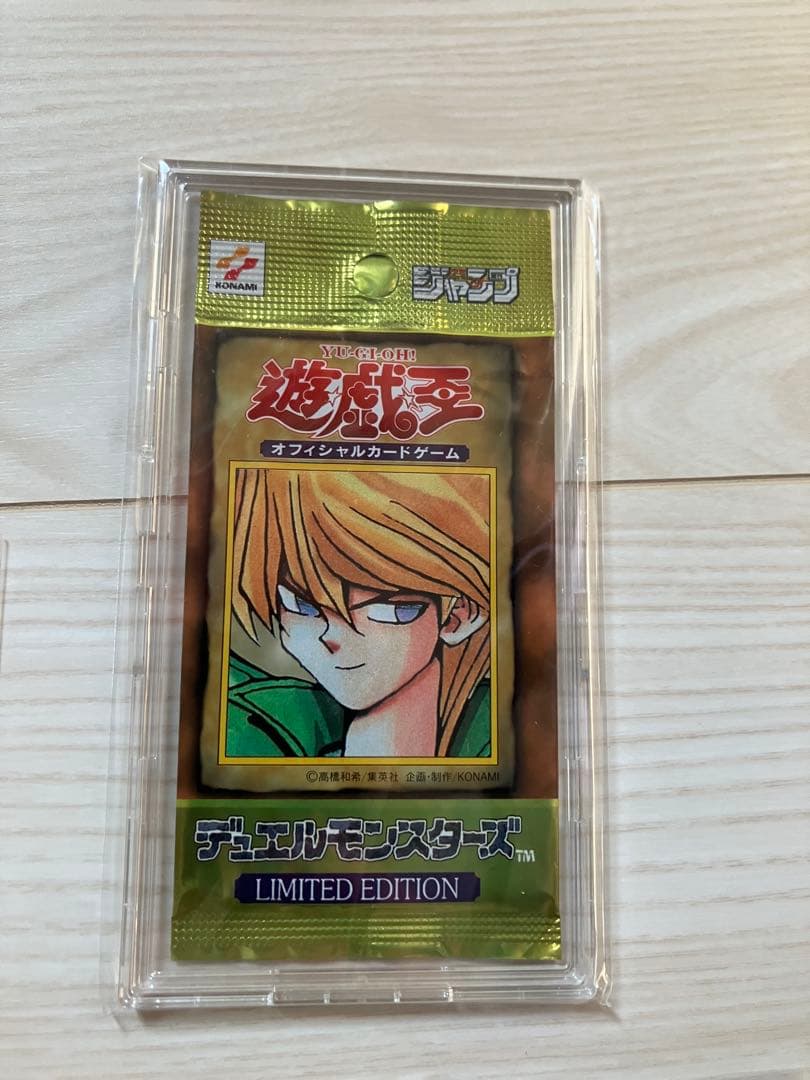 KONAMI
ジャンプ
YU-GI-OH!
遊☆戯☆王
オフィシャルカードゲーム
©高橋和希/集英社 企画・制作/KONAMI
デュエルモンスターズ™
LIMITED EDITION